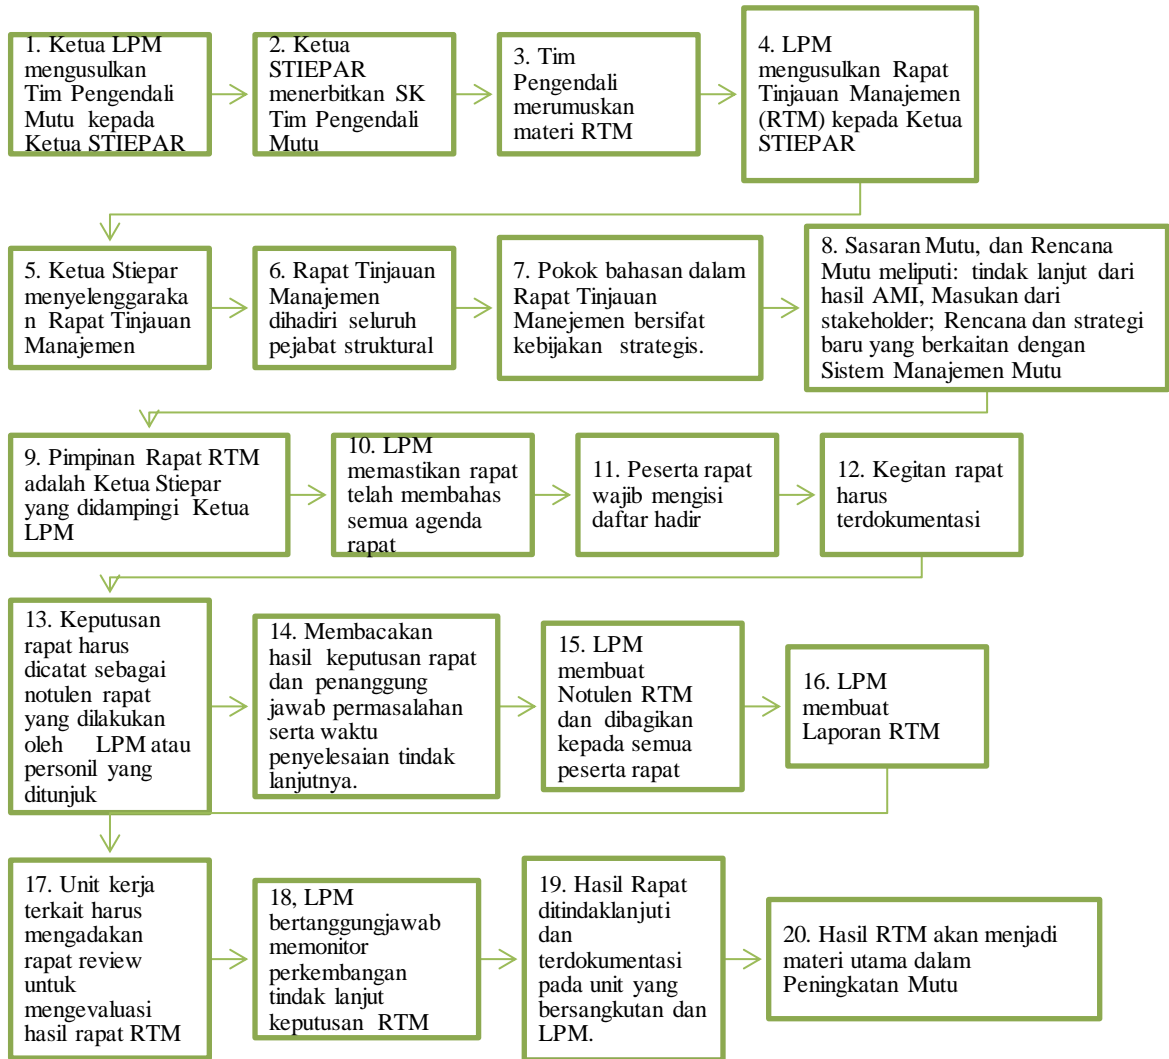 1. Ketua LPM
mengusulkan
Tim Pengendali
Mutu kepada
Ketua STIEPAR
2. Ketua
STIEPAR
menerbitkan SK
Tim Pengendali
Mutu
3. Tim
Pengendali
merumuskan
materi RTM
4. LPM
mengusulkan Rapat
Tinjauan Manajemen
(RTM) kepada Ketua
STIEPAR
5. Ketua Stiepar
menyelenggaraka
n Rapat Tinjauan
Manajemen
6. Rapat Tinjauan
Manajemen
dihadiri seluruh
pejabat struktural
7. Pokok bahasan dalam
Rapat Tinjauan
Manejemen bersifat
kebijakan strategis.
8. Sasaran Mutu, dan Rencana
Mutu meliputi: tindak lanjut dari
hasil AMI, Masukan dari
stakeholder; Rencana dan strategi
baru yang berkaitan dengan
Sistem Manajemen Mutu
9. Pimpinan Rapat RTM
adalah Ketua Stiepar
yang didampingi Ketua
LPM
10. LPM
memastikan rapat
telah membahas
semua agenda
rapat
11. Peserta rapat
wajib mengisi
daftar hadir
12. Kegitan rapat
harus
terdokumentasi
13. Keputusan
rapat harus
dicatat sebagai
notulen rapat
yang dilakukan
oleh LPM atau
personil yang
ditunjuk
14. Membacakan
hasil keputusan rapat
dan penanggung
jawab permasalahan
serta waktu
penyelesaian tindak
lanjutnya.
15. LPM
membuat
Notulen RTM
dan dibagikan
kepada semua
peserta rapat
16. LPM
membuat
Laporan RTM
17. Unit kerja
terkait harus
mengadakan
rapat review
untuk
mengevaluasi
hasil rapat RTM
18, LPM
bertanggungjawab
memonitor
perkembangan
tindak lanjut
keputusan RTM
19. Hasil Rapat
ditindaklanjuti
dan
terdokumentasi
pada unit yang
bersangkutan dan
LPM.
20. Hasil RTM akan menjadi
materi utama dalam
Peningkatan Mutu